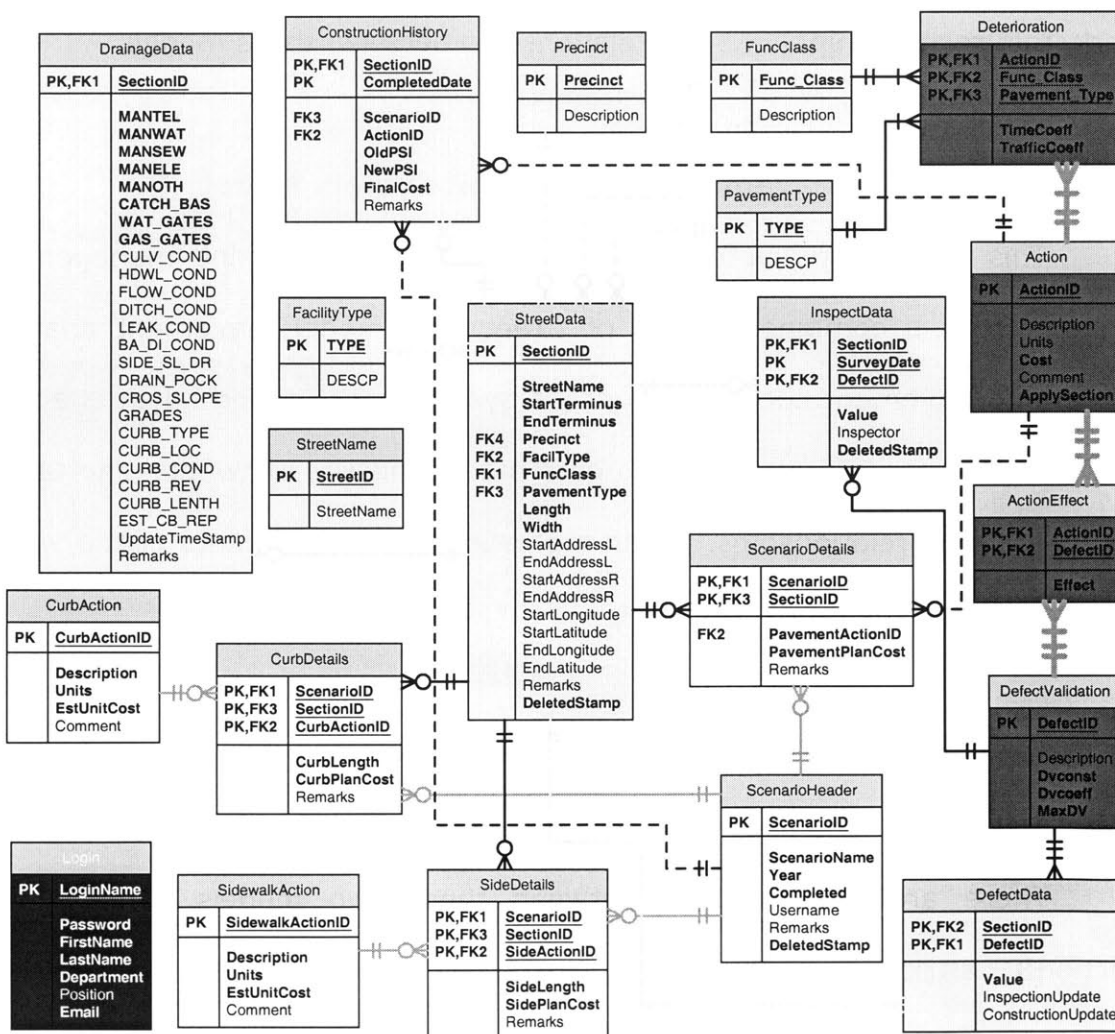 DrainageData
PK,FK1 SectionID
MANTEL
MANWAT
MANSEW
MANELE
MANOTH
CATCH_BAS
WAT_GATES
GAS_GATES
CULV_COND
HDWL_COND
FLOW_COND
DITCH_COND
LEAK_COND
BA_DI_COND
SIDE_SL_DR
DRAIN_POCK
CROS_SLOPE
GRADES
CURB_TYPE
CURB_LOC
CURB_COND
CURB_REV
CURB_LENTH
EST_CB_REP
UpdateTimeStamp
Remarks
ConstructionHistory
PK,FK1 SectionID
PK CompletedDate
FK3 ScenarioID
FK2 ActionID
OldPSI
NewPSI
FinalCost
Remarks
Precinct
PK Precinct
Description
FuncClass
PK Func_Class
Description
Deterioration
PK,FK1 ActionID
PK,FK2 Func_Class
PK,FK3 Pavement_Type
TimeCoeff
TrafficCoeff
PavementType
PK TYPE
DESCP
Action
PK ActionID
Description
Units
Cost
Comment
ApplySection
FacilityType
PK TYPE
DESCP
StreetName
PK StreetID
StreetName
StreetData
PK SectionID
StreetName
StartTerminus
EndTerminus
FK4 Precinct
FK2 FacilType
FK1 FuncClass
FK3 PavementType
Length
Width
StartAddressL
EndAddressL
StartAddressR
EndAddressR
StartLongitude
StartLatitude
EndLongitude
EndLatitude
Remarks
DeletedStamp
InspectData
PK,FK1 SectionID
PK SurveyDate
PK,FK2 DefectID
Value
Inspector
DeletedStamp
ActionEffect
PK,FK1 ActionID
PK,FK2 DefectID
Effect
ScenarioDetails
PK,FK1 ScenarioID
PK,FK3 SectionID
FK2 PavementActionID
PavementPlanCost
Remarks
CurbAction
PK CurbActionID
Description
Units
EstUnitCost
Comment
CurbDetails
PK,FK1 ScenarioID
PK,FK3 SectionID
PK,FK2 CurbActionID
CurbLength
CurbPlanCost
Remarks
DefectValidation
PK DefectID
Description
Dvconst
Dvcoeff
MaxDV
ScenarioHeader
PK ScenarioID
ScenarioName
Year
Completed
Username
Remarks
DeletedStamp
Login
PK LoginName
Password
FirstName
LastName
Department
Position
Email
SidewalkAction
PK SidewalkActionID
Description
Units
EstUnitCost
Comment
SideDetails
PK,FK1 ScenarioID
PK,FK3 SectionID
PK,FK2 SideActionID
SideLength
SidePlanCost
Remarks
DefectData
PK,FK2 SectionID
PK,FK1 DefectID
Value
InspectionUpdate
ConstructionUpdate